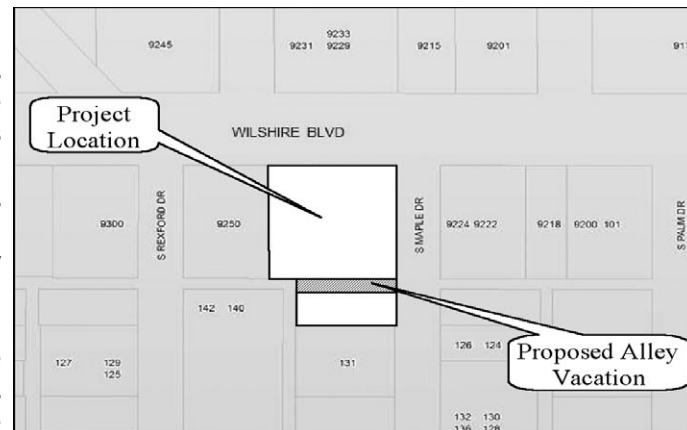 9233
9245
9231 9229
9215
9201
Project
Location
WILSHIRE BLVD
S REXFORD DR
S MAPLE DR
S PALM DR
9300
9250
9224 9222
9218
9200 101
142 140
127
129
125
131
126 124
Proposed Alley
Vacation
132 130
136 128